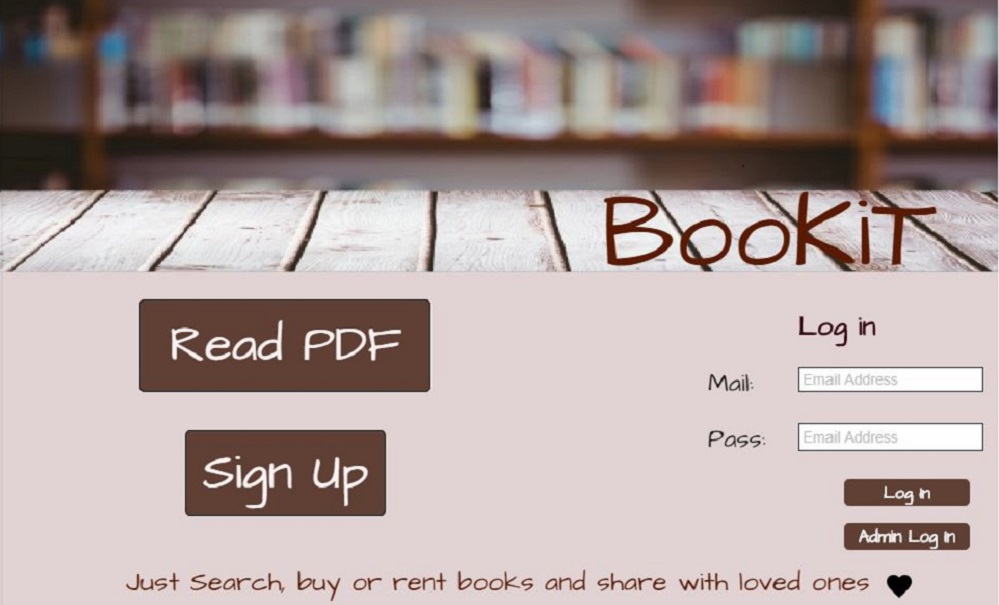 BooKiT
Read PDF
Sign Up
Log in
Mail:
Email Address
Pass:
Email Address
Log in
Admin Log In
Just Search, buy or rent books and share with loved ones